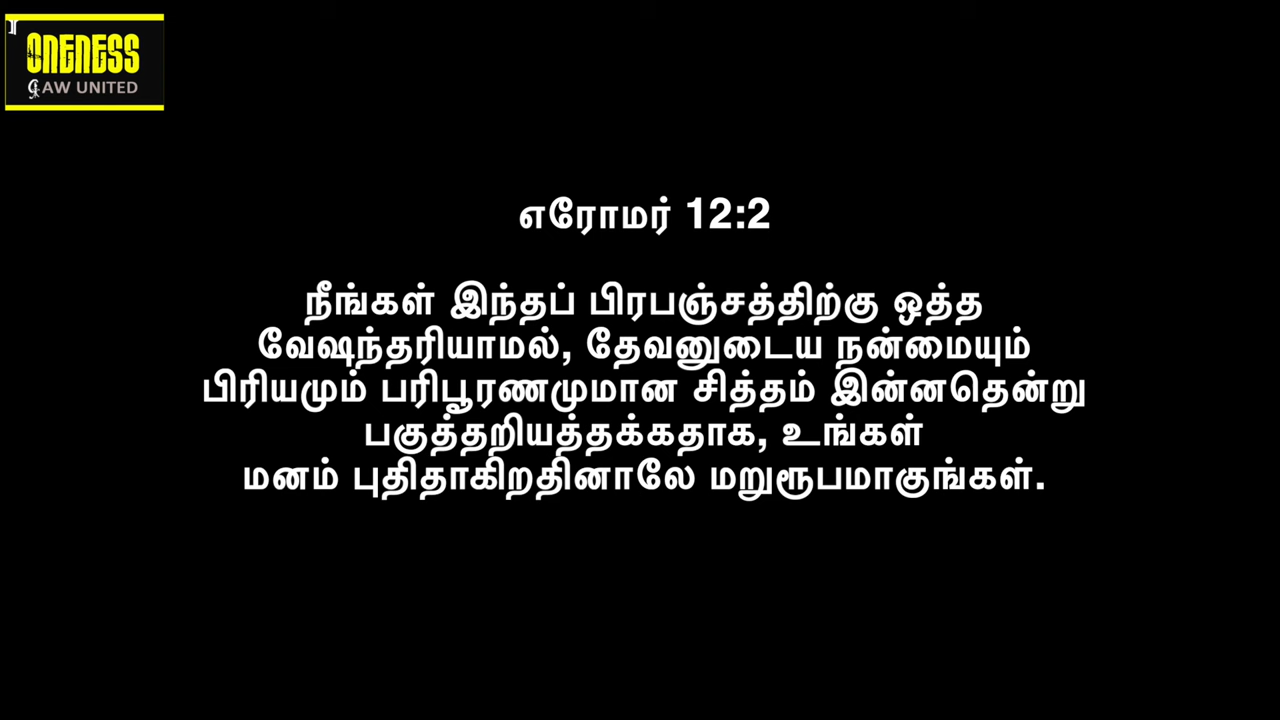 ONENESS
AW UNITED
எரோமர் 12:2
நீங்கள் இந்தப் பிரபஞ்சத்திற்கு ஒத்த
வேஷந்தரியாமல், தேவனுடைய நன்மையும்
பிரியமும் பரிபூரணமுமான சித்தம் இன்னதென்று
பகுத்தறியத்தக்கதாக, உங்கள்
மனம் புதிதாகிறதினாலே மறுரூபமாகுங்கள்.